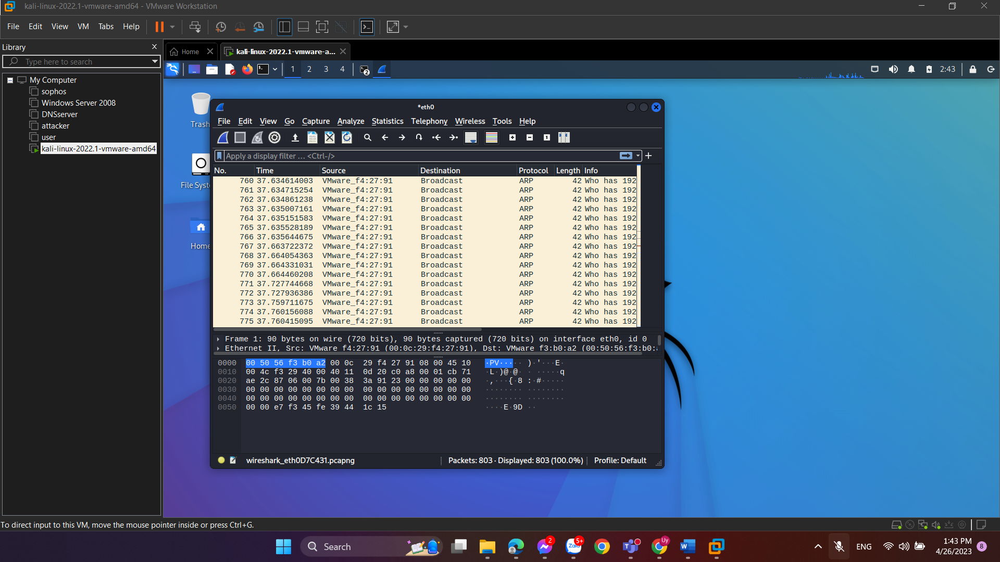 kali-linux-2022.1-vmware-amd64 - VMware Workstation
File Edit View VM Tabs Help
Library
Type here to search
My Computer
sophos
Windows Server 2008
DNSserver
attacker
user
kali-linux-2022.1-vmware-amd64
Home kali-linux-2022.1-vmware-a...
1 2 3 4 2 2:43
Trash
File Syst
Home
*eth0
File Edit View Go Capture Analyze Statistics Telephony Wireless Tools Help
Apply a display filter ... <Ctrl-/>
No. Time Source Destination Protocol Length Info
760 37.634614003 VMware_f4:27:91 Broadcast ARP 42 Who has 192
761 37.634715254 VMware_f4:27:91 Broadcast ARP 42 Who has 192
762 37.634861238 VMware_f4:27:91 Broadcast ARP 42 Who has 192
763 37.635007161 VMware_f4:27:91 Broadcast ARP 42 Who has 192
764 37.635151583 VMware_f4:27:91 Broadcast ARP 42 Who has 192
765 37.635528189 VMware_f4:27:91 Broadcast ARP 42 Who has 192
766 37.635644675 VMware_f4:27:91 Broadcast ARP 42 Who has 192
767 37.663722372 VMware_f4:27:91 Broadcast ARP 42 Who has 192
768 37.664054363 VMware_f4:27:91 Broadcast ARP 42 Who has 192
769 37.664331031 VMware_f4:27:91 Broadcast ARP 42 Who has 192
770 37.664460208 VMware_f4:27:91 Broadcast ARP 42 Who has 192
771 37.727744668 VMware_f4:27:91 Broadcast ARP 42 Who has 192
772 37.727936386 VMware_f4:27:91 Broadcast ARP 42 Who has 192
773 37.759711675 VMware_f4:27:91 Broadcast ARP 42 Who has 192
774 37.760156088 VMware_f4:27:91 Broadcast ARP 42 Who has 192
775 37.760415095 VMware_f4:27:91 Broadcast ARP 42 Who has 192
Frame 1: 90 bytes on wire (720 bits), 90 bytes captured (720 bits) on interface eth0, id 0
Ethernet II, Src: VMware_f4:27:91 (00:0c:29:f4:27:91), Dst: VMware_f3:b0:a2 (00:50:56:f3:b0:a
0000 00 50 56 f3 b0 a2 00 0c 29 f4 27 91 08 00 45 10 ·PV····· )·'···E·
0010 00 4c f3 29 40 00 40 11 0d 20 c0 a8 00 01 cb 71 ·L·)@·@· · ·····q
0020 ae 2c 87 06 00 7b 00 38 3a 91 23 00 00 00 00 00 ·,···{·8 :·#·····
0030 00 00 00 00 00 00 00 00 00 00 00 00 00 00 00 00 ········ ········
0040 00 00 00 00 00 00 00 00 00 00 00 00 00 00 00 00 ········ ········
0050 00 00 e7 f3 45 fe 39 44 1c 15 ····E·9D ··
wireshark_eth0D7C431.pcapng Packets: 803 · Displayed: 803 (100.0%) Profile: Default
To direct input to this VM, move the mouse pointer inside or press Ctrl+G.
Search 2 Zalo 5+ Uy W ENG 1:43 PM
4/26/2023 8